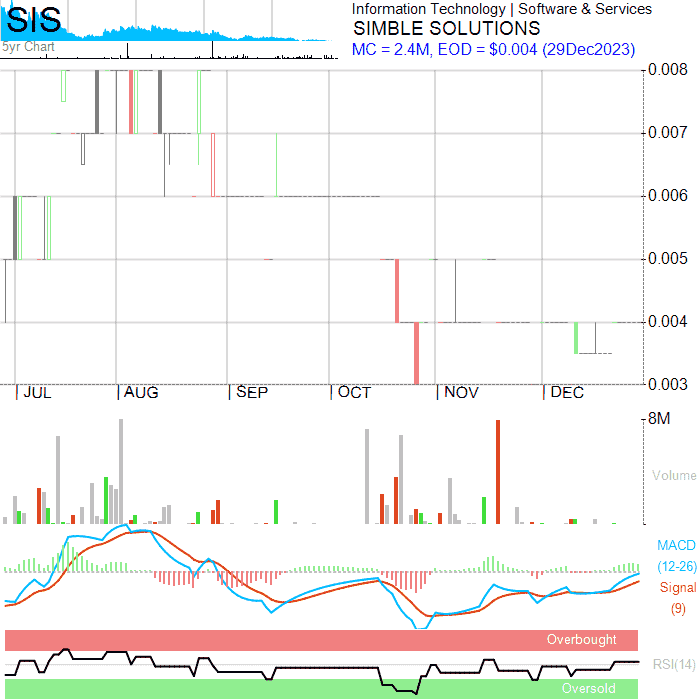 SIS
5yr Chart
Information Technology | Software & Services
SIMBLE SOLUTIONS
MC = 2.4M, EOD = $0.004 (29Dec2023)
0.008
0.007
0.006
0.005
0.004
0.003
JUL
AUG
SEP
OCT
NOV
DEC
8M
Volume
MACD
(12-26)
Signal
(9)
Overbought
RSI(14)
Oversold